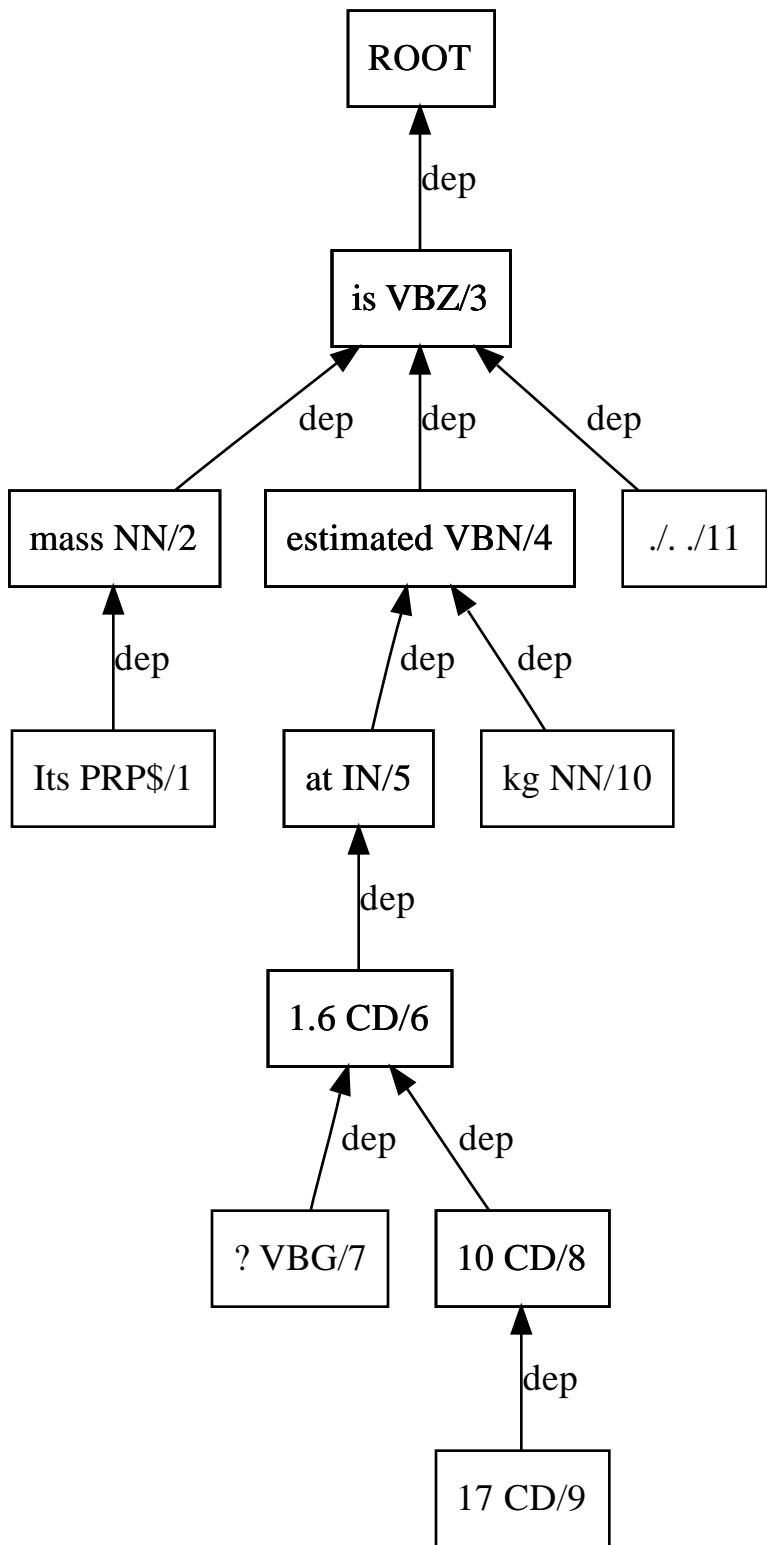 ROOT
dep
is VBZ/3
dep dep dep
mass NN/2 estimated VBN/4 ./. ./11
dep dep dep
Its PRP$/1 at IN/5 kg NN/10
dep
1.6 CD/6
dep dep
? VBG/7 10 CD/8
dep
17 CD/9